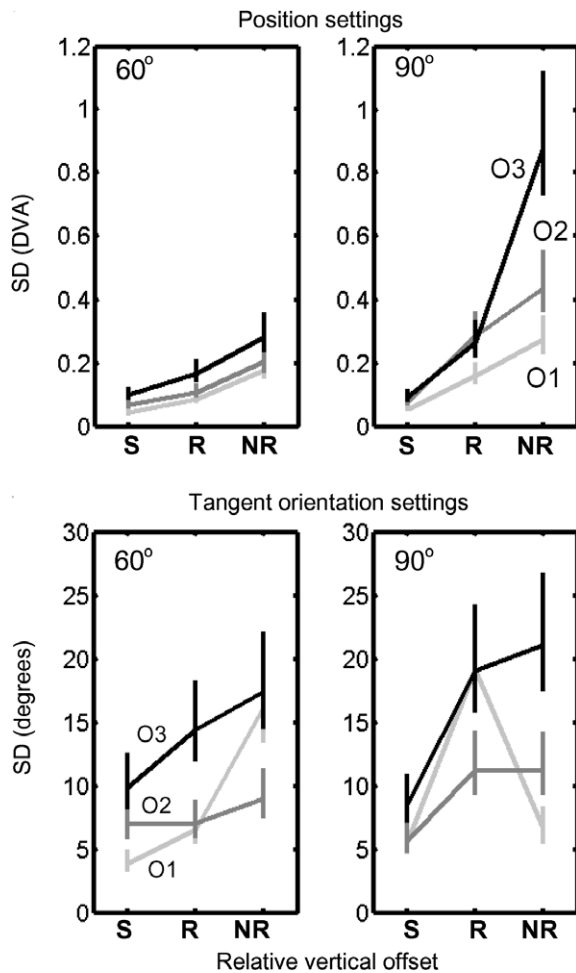 Position settings
1.2 1.2
60° 90°
1 1
0.8 0.8
0.6 0.6
0.4 0.4
0.2 0.2
0 0
SD (DVA)
O3
O2
O1
S R NR S R NR
Tangent orientation settings
30 30
60° 90°
25 25
20 20
15 15
10 10
5 5
0 0
SD (degrees)
O3
O2
O1
S R NR S R NR
Relative vertical offset